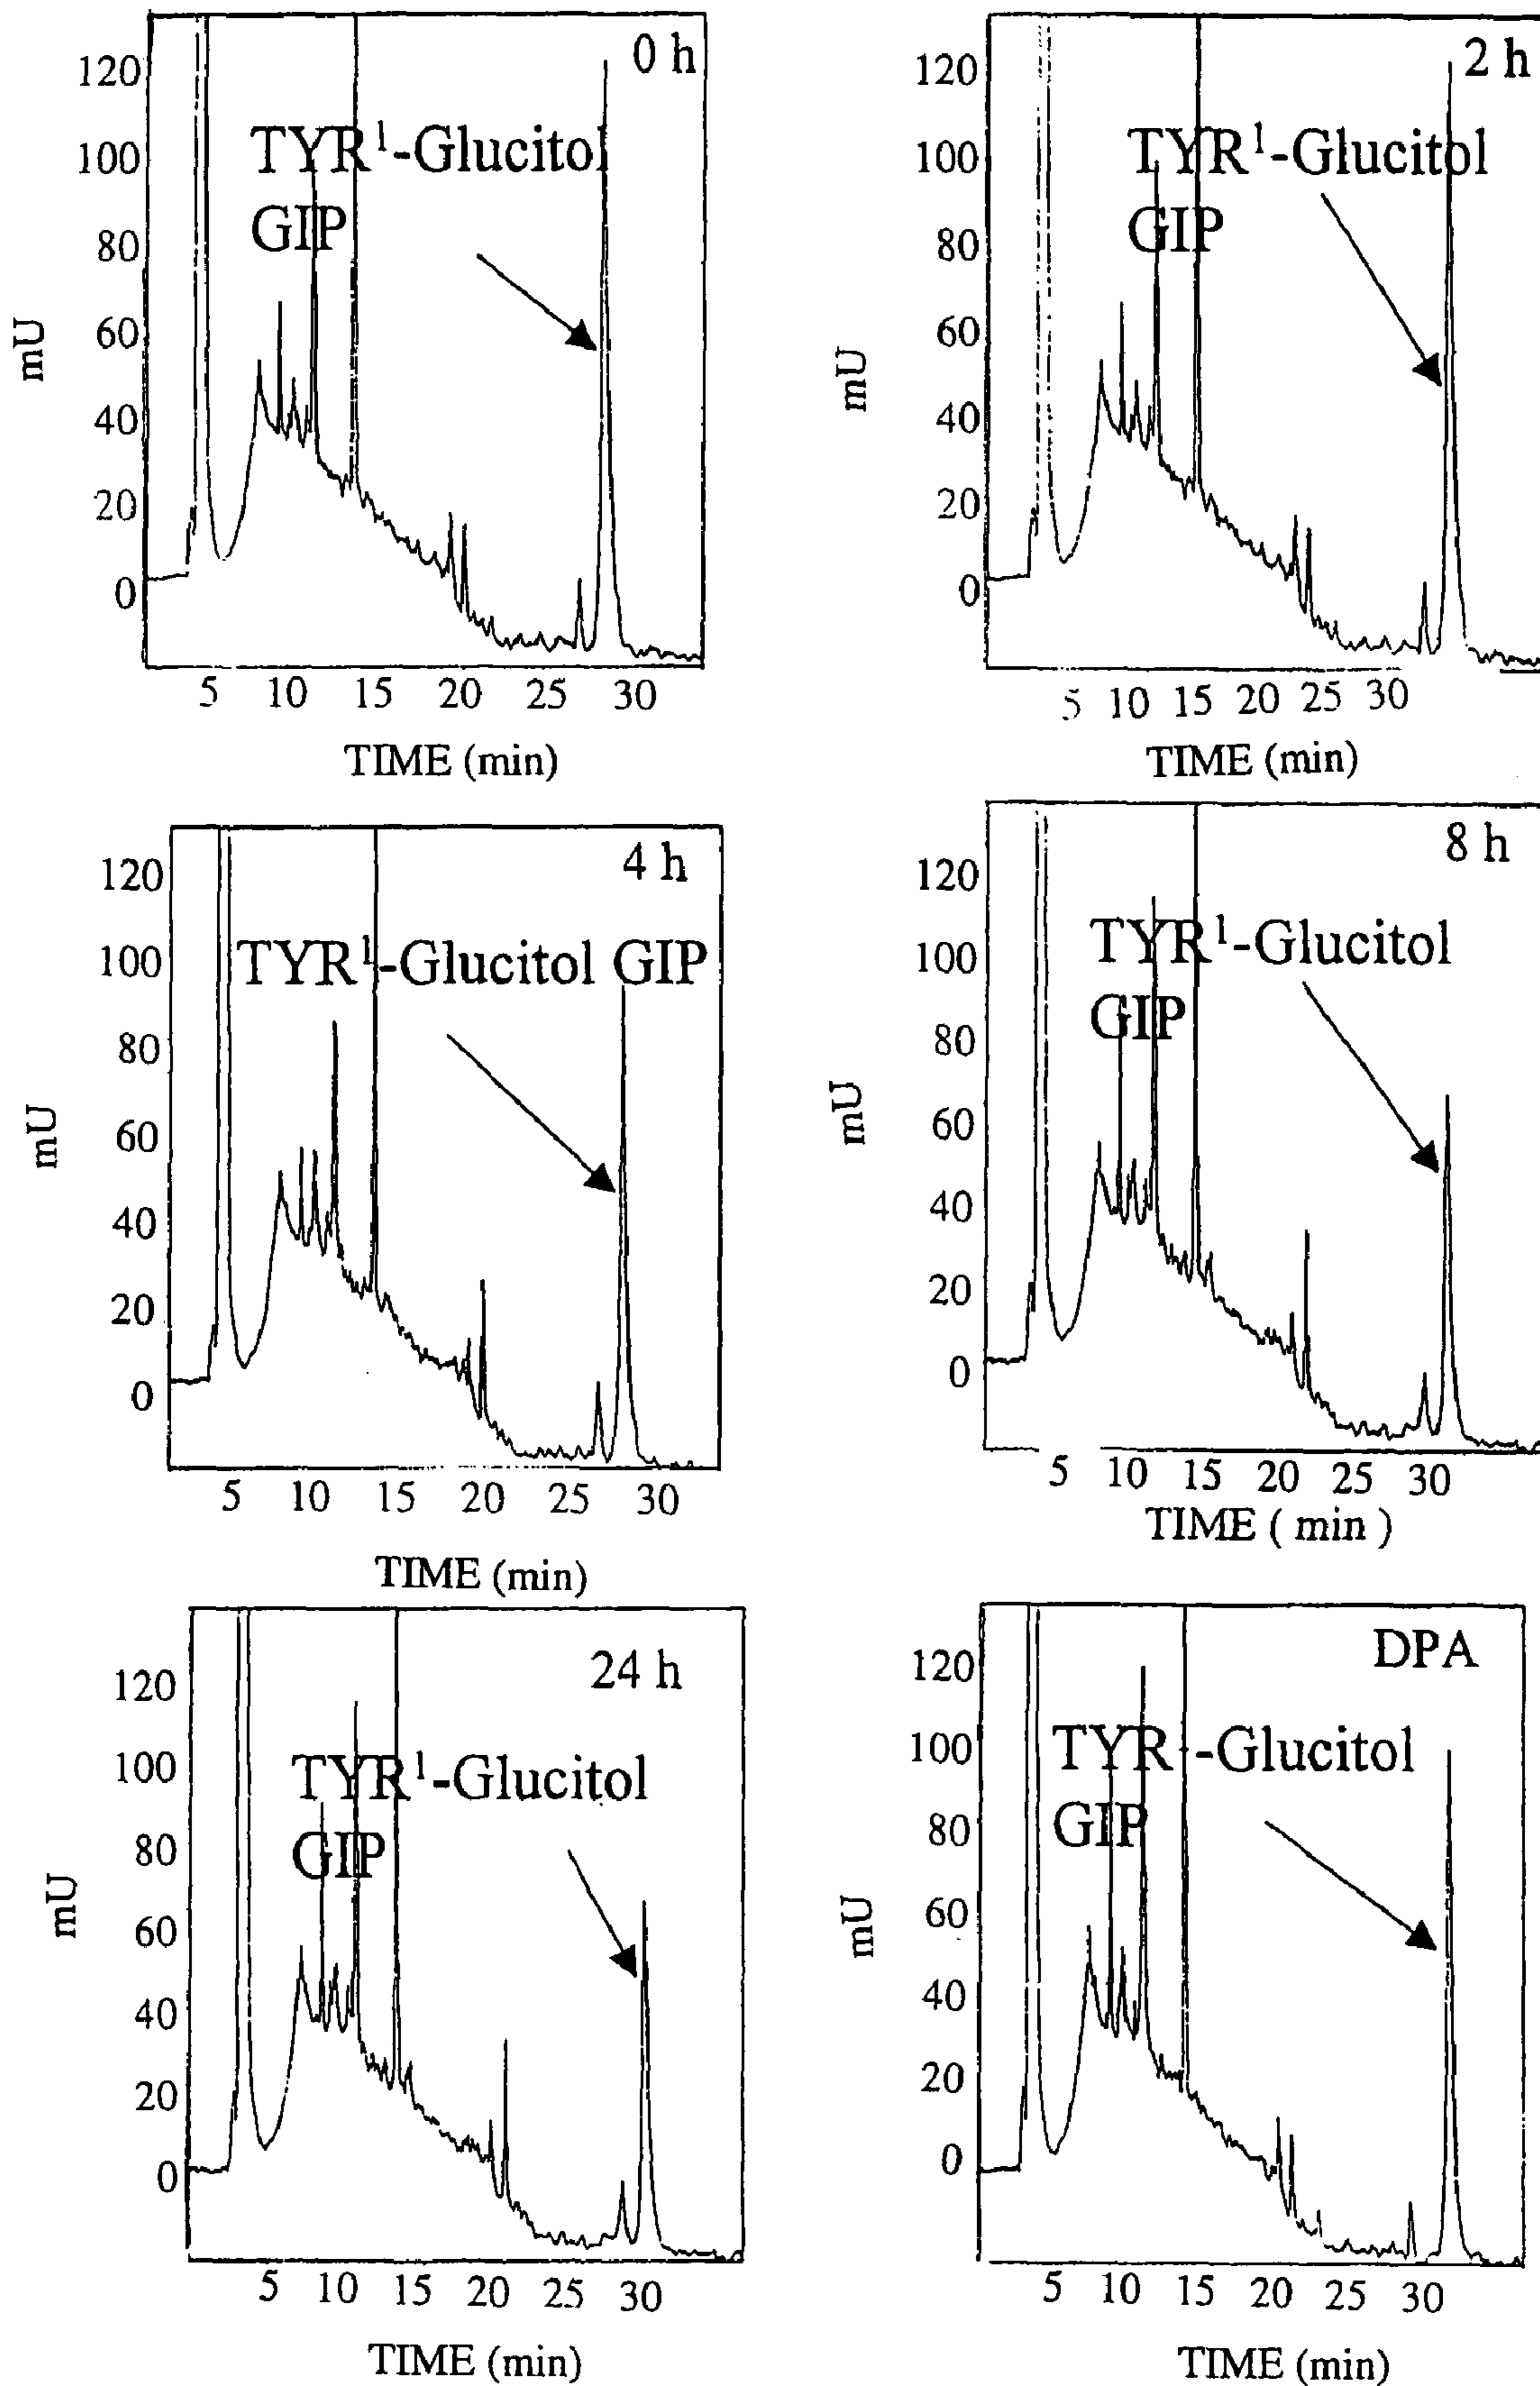 0 h
120
TYR¹-Glucitol
100
GIP
80
60
mU
40
20
0
5 10 15 20 25 30
TIME (min)
2 h
120
TYR¹-Glucitol
100
GIP
80
60
mU
40
20
0
5 10 15 20 25 30
TIME (min)
4 h
120
100
TYR¹-Glucitol GIP
80
60
mU
40
20
0
5 10 15 20 25 30
TIME (min)
8 h
120
TYR¹-Glucitol
100
GIP
80
60
mU
40
20
0
5 10 15 20 25 30
TIME ( min )
24 h
120
TYR¹-Glucitol
100
GIP
80
60
mU
40
20
0
5 10 15 20 25 30
TIME (min)
DPA
120
TYR -Glucitol
100
GIP
80
60
mU
40
20
0
5 10 15 20 25 30
TIME (min)